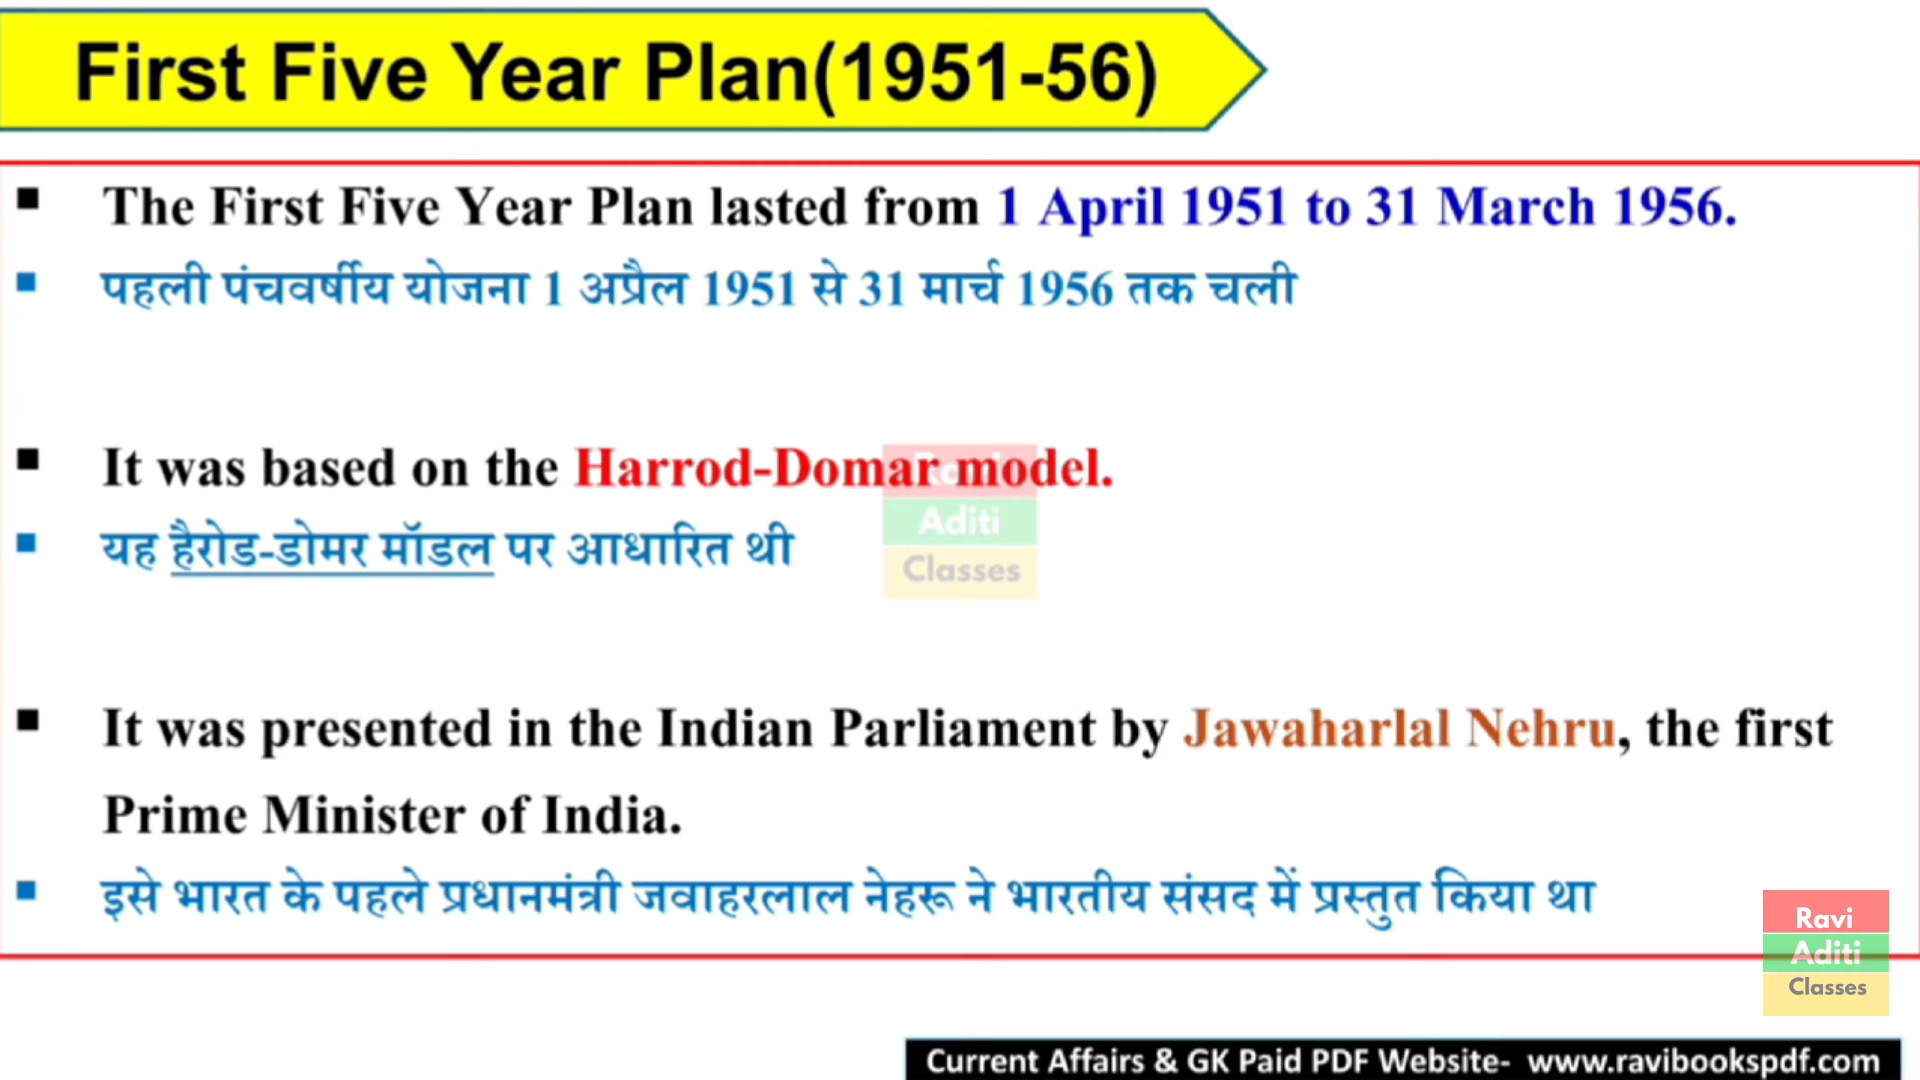 First Five Year Plan(1951-56)
The First Five Year Plan lasted from 1 April 1951 to 31 March 1956.
पहली पंचवर्षीय योजना 1 अप्रैल 1951 से 31 मार्च 1956 तक चली
It was based on the Harrod-Domar model.
यह हैरोड-डोमर मॉडल पर आधारित थी
Ravi
Aditi
Classes
It was presented in the Indian Parliament by Jawaharlal Nehru, the first
Prime Minister of India.
इसे भारत के पहले प्रधानमंत्री जवाहरलाल नेहरू ने भारतीय संसद में प्रस्तुत किया था
Ravi
Aditi
Classes
Current Affairs & GK Paid PDF Website- www.ravibookspdf.com